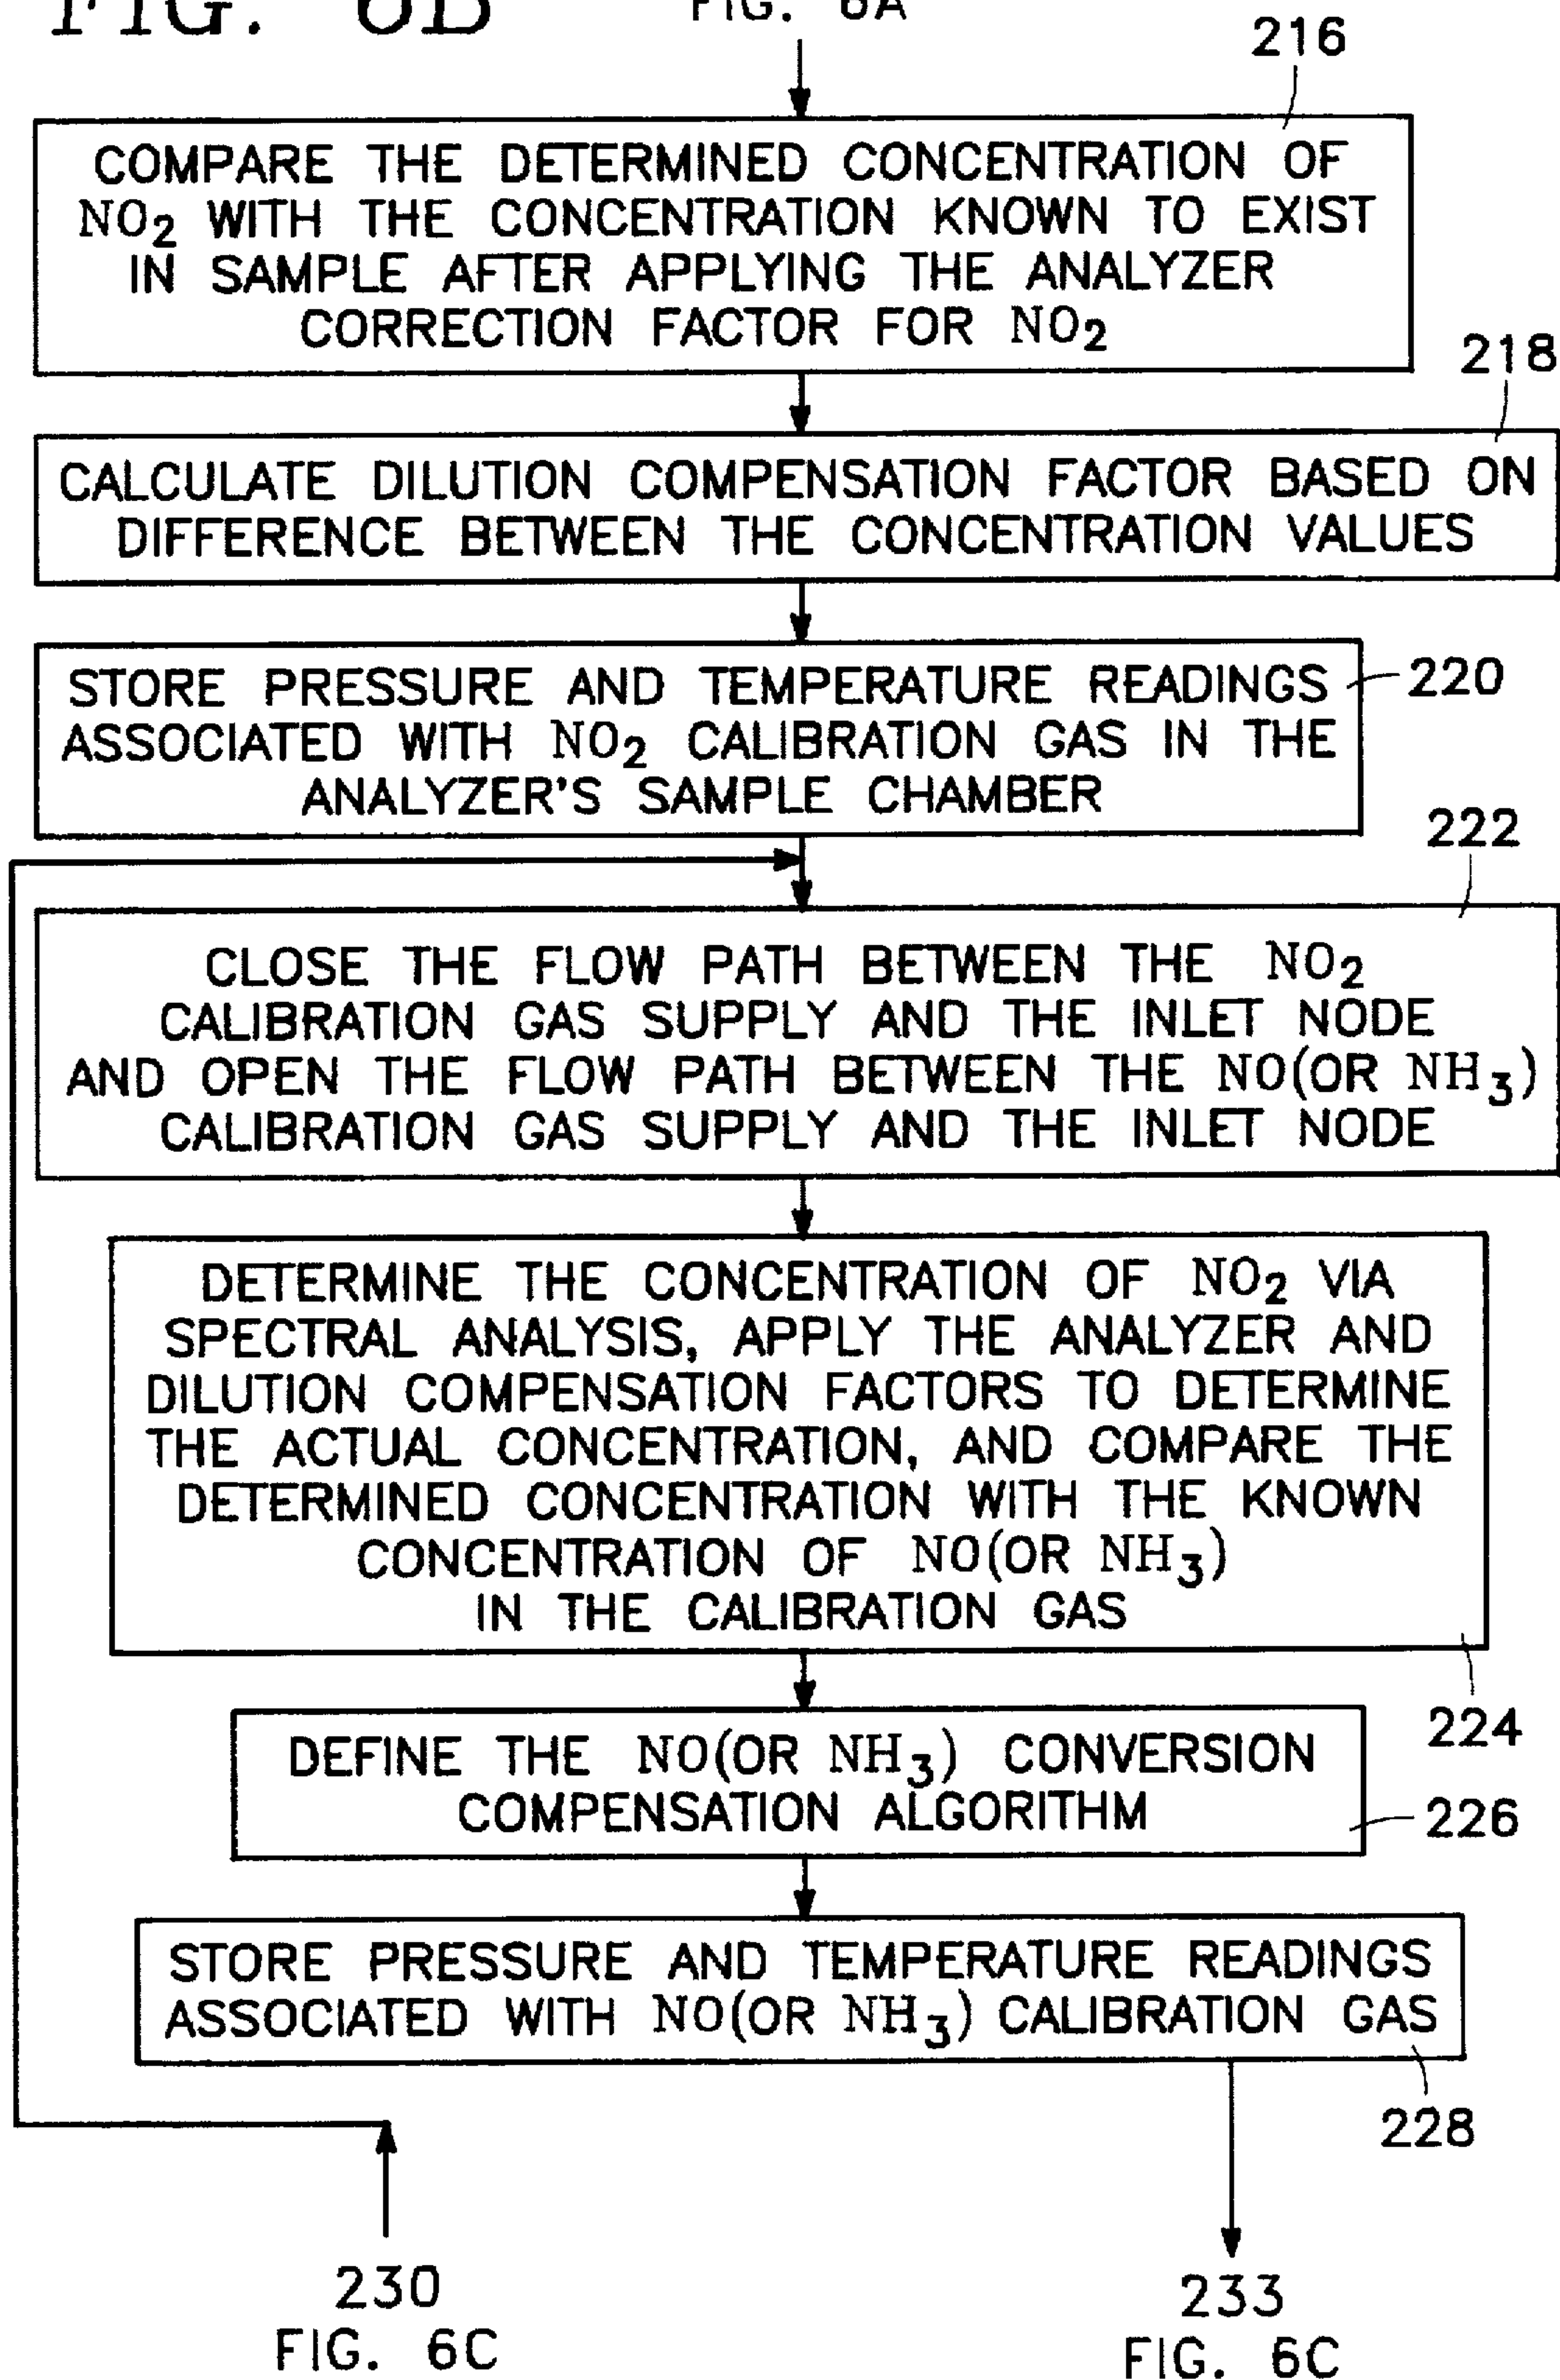 FIG. 6B
FIG. 6A
216
COMPARE THE DETERMINED CONCENTRATION OF
NO2 WITH THE CONCENTRATION KNOWN TO EXIST
IN SAMPLE AFTER APPLYING THE ANALYZER
CORRECTION FACTOR FOR NO2
218
CALCULATE DILUTION COMPENSATION FACTOR BASED ON
DIFFERENCE BETWEEN THE CONCENTRATION VALUES
STORE PRESSURE AND TEMPERATURE READINGS
ASSOCIATED WITH NO2 CALIBRATION GAS IN THE
ANALYZER'S SAMPLE CHAMBER
220
222
CLOSE THE FLOW PATH BETWEEN THE NO2
CALIBRATION GAS SUPPLY AND THE INLET NODE
AND OPEN THE FLOW PATH BETWEEN THE NO(OR NH3)
CALIBRATION GAS SUPPLY AND THE INLET NODE
DETERMINE THE CONCENTRATION OF NO2 VIA
SPECTRAL ANALYSIS, APPLY THE ANALYZER AND
DILUTION COMPENSATION FACTORS TO DETERMINE
THE ACTUAL CONCENTRATION, AND COMPARE THE
DETERMINED CONCENTRATION WITH THE KNOWN
CONCENTRATION OF NO(OR NH3)
IN THE CALIBRATION GAS
224
DEFINE THE NO(OR NH3) CONVERSION
COMPENSATION ALGORITHM
226
STORE PRESSURE AND TEMPERATURE READINGS
ASSOCIATED WITH NO(OR NH3) CALIBRATION GAS
228
230
FIG. 6C
233
FIG. 6C